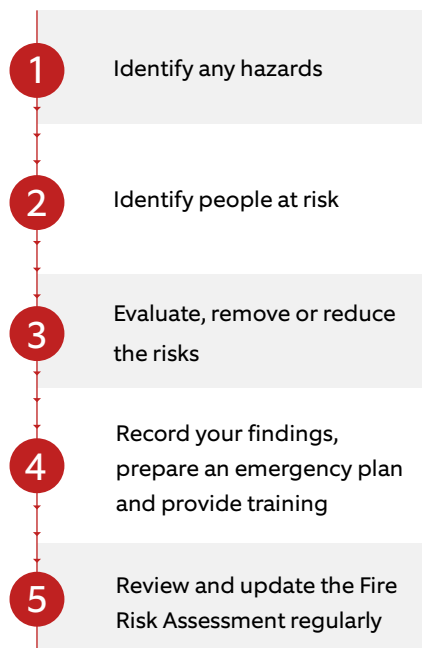 1
Identify any hazards
2
Identify people at risk
3
Evaluate, remove or reduce
the risks
4
Record your findings,
prepare an emergency plan
and provide training
5
Review and update the Fire
Risk Assessment regularly